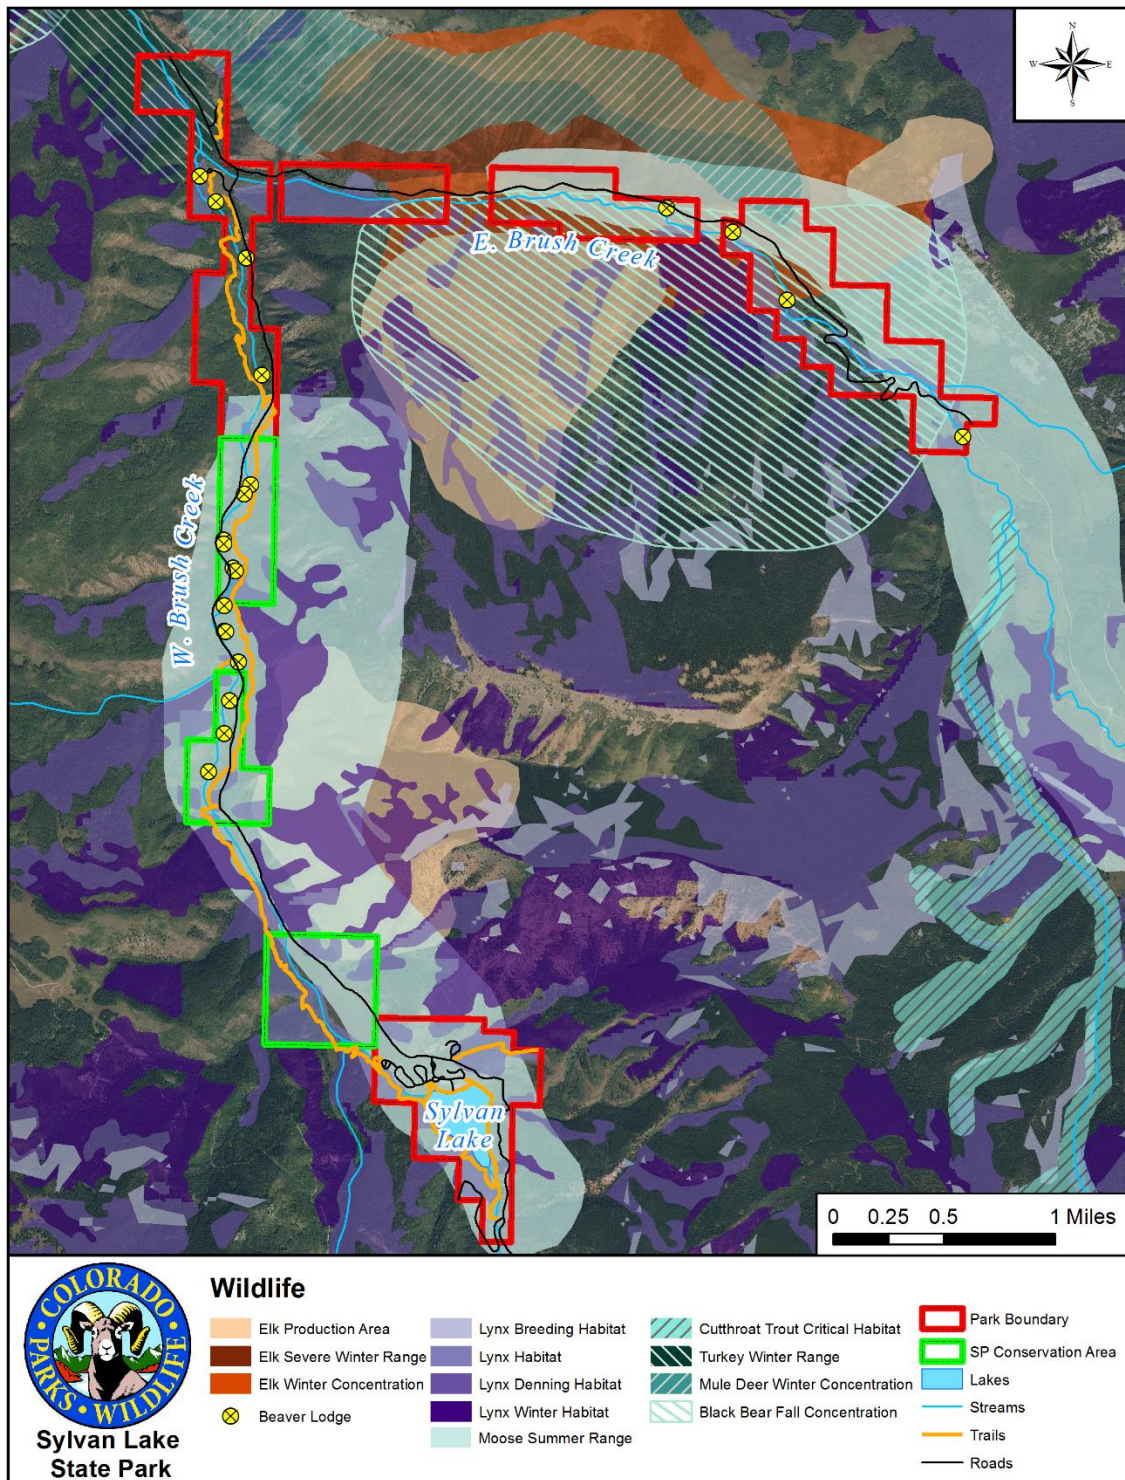 N
W
E
S
E. Brush Creek
W. Brush Creek
Sylvan
Lake
0 0.25 0.5 1 Miles
COLORADO
PARKS • WILDLIFE
Sylvan Lake
State Park
Wildlife
Elk Production Area
Elk Severe Winter Range
Elk Winter Concentration
Beaver Lodge
Lynx Breeding Habitat
Lynx Habitat
Lynx Denning Habitat
Lynx Winter Habitat
Moose Summer Range
Cutthroat Trout Critical Habitat
Turkey Winter Range
Mule Deer Winter Concentration
Black Bear Fall Concentration
Park Boundary
SP Conservation Area
Lakes
Streams
Trails
Roads